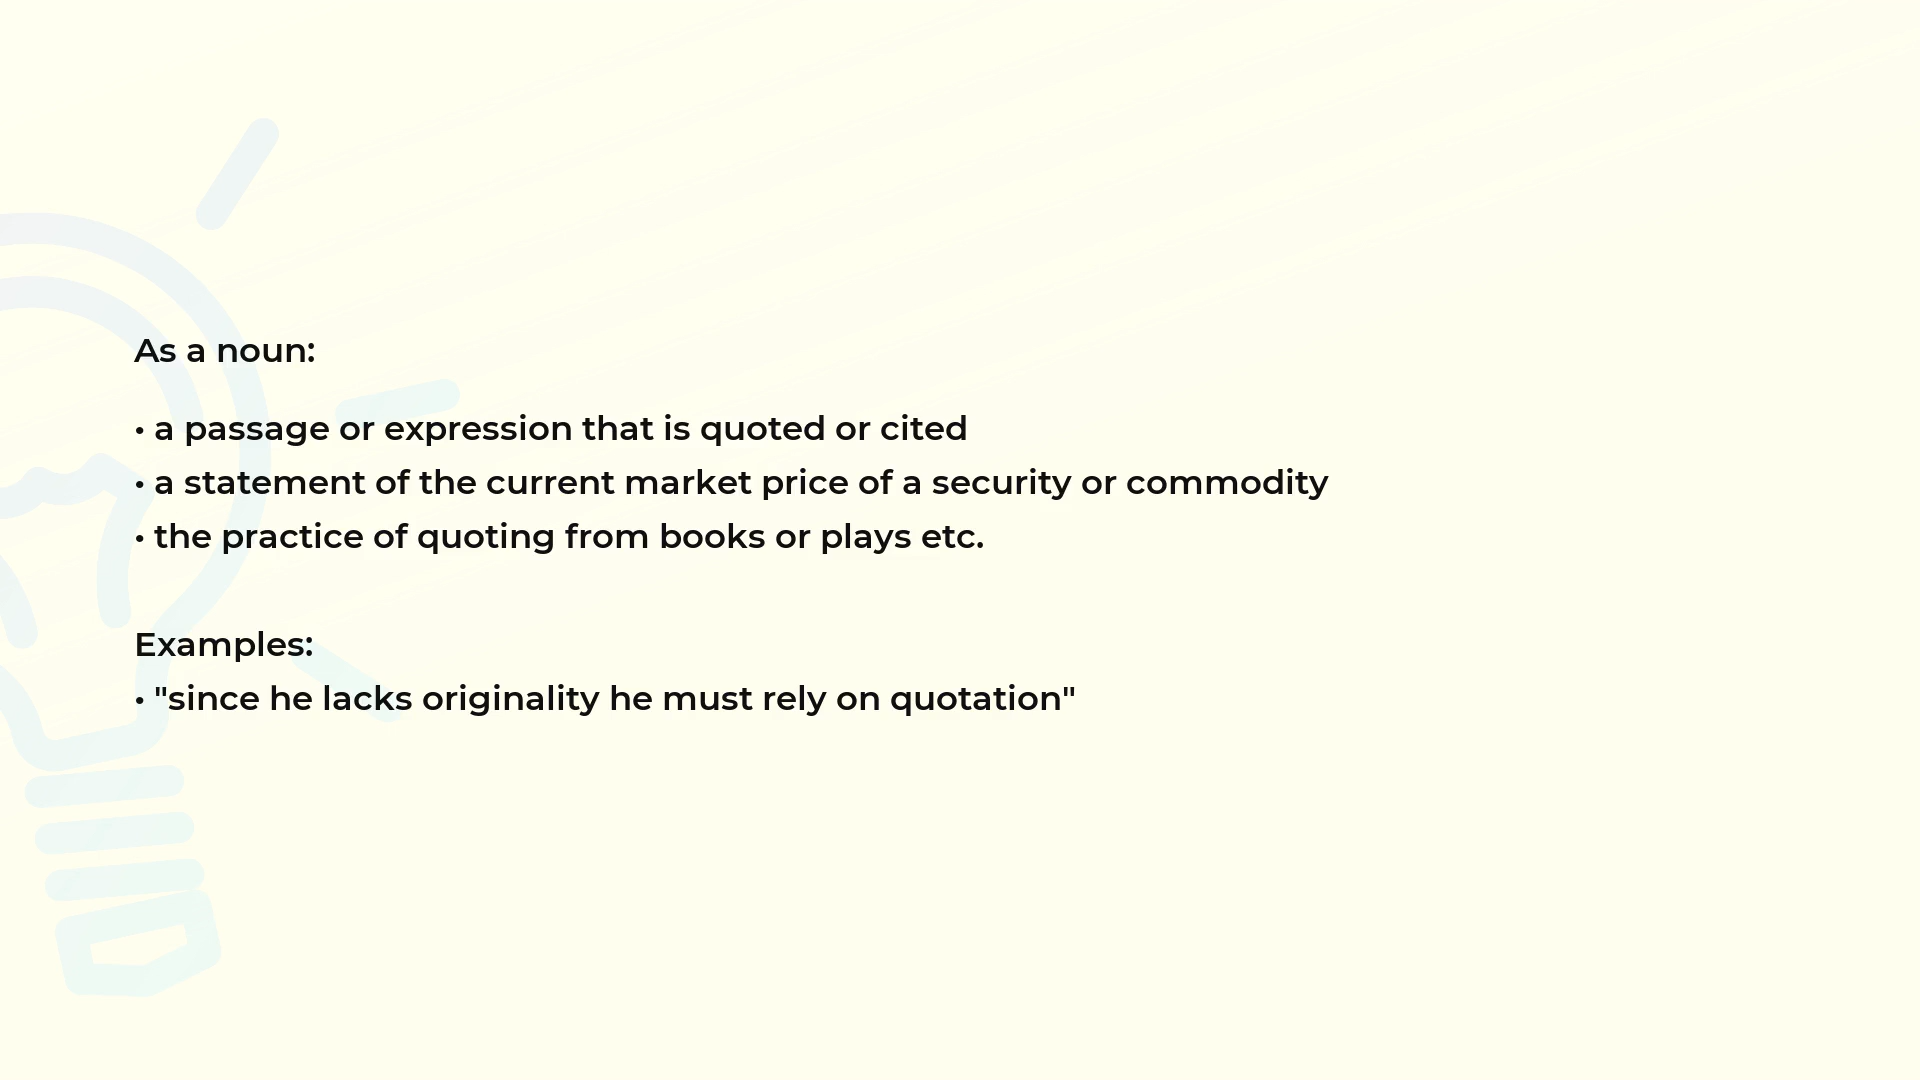 As a noun:
• a passage or expression that is quoted or cited
• a statement of the current market price of a security or commodity
• the practice of quoting from books or plays etc.
Examples:
• "since he lacks originality he must rely on quotation"